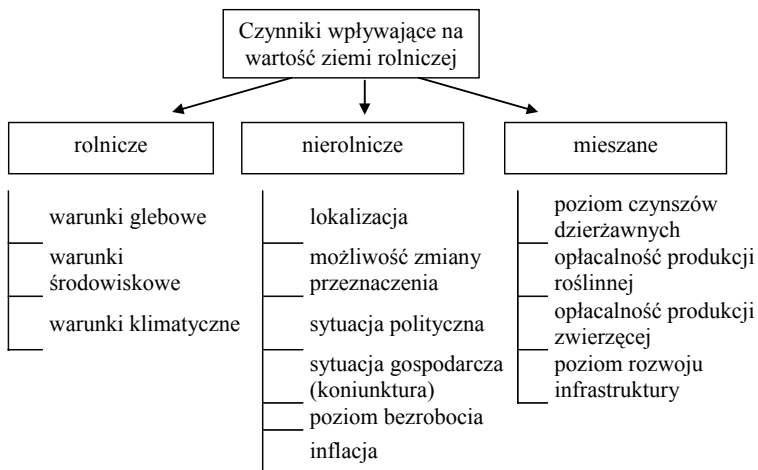 Czynniki wpływające na
wartość ziemi rolniczej
rolnicze
warunki glebowe
warunki
środowiskowe
warunki klimatyczne
nierolnicze
lokalizacja
możliwość zmiany
przeznaczenia
sytuacja polityczna
sytuacja gospodarcza
(koniunktura)
poziom bezrobocia
inflacja
mieszane
poziom czynszów
dzierżawnych
opłacalność produkcji
roślinnej
opłacalność produkcji
zwierzęcej
poziom rozwoju
infrastruktury